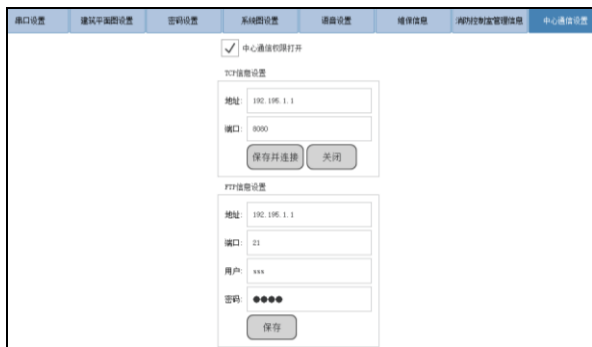 串口设置 建筑平面图设置 密码设置 系统图设置 语音设置 维保信息 消防控制室管理信息 中心通信设置
中心通信权限打开
TCP信息设置
地址: 192.195.1.1
端口: 8080
保存并连接 关闭
FTP信息设置
地址: 192.195.1.1
端口: 21
用户: sss
密码: ●●●●
保存